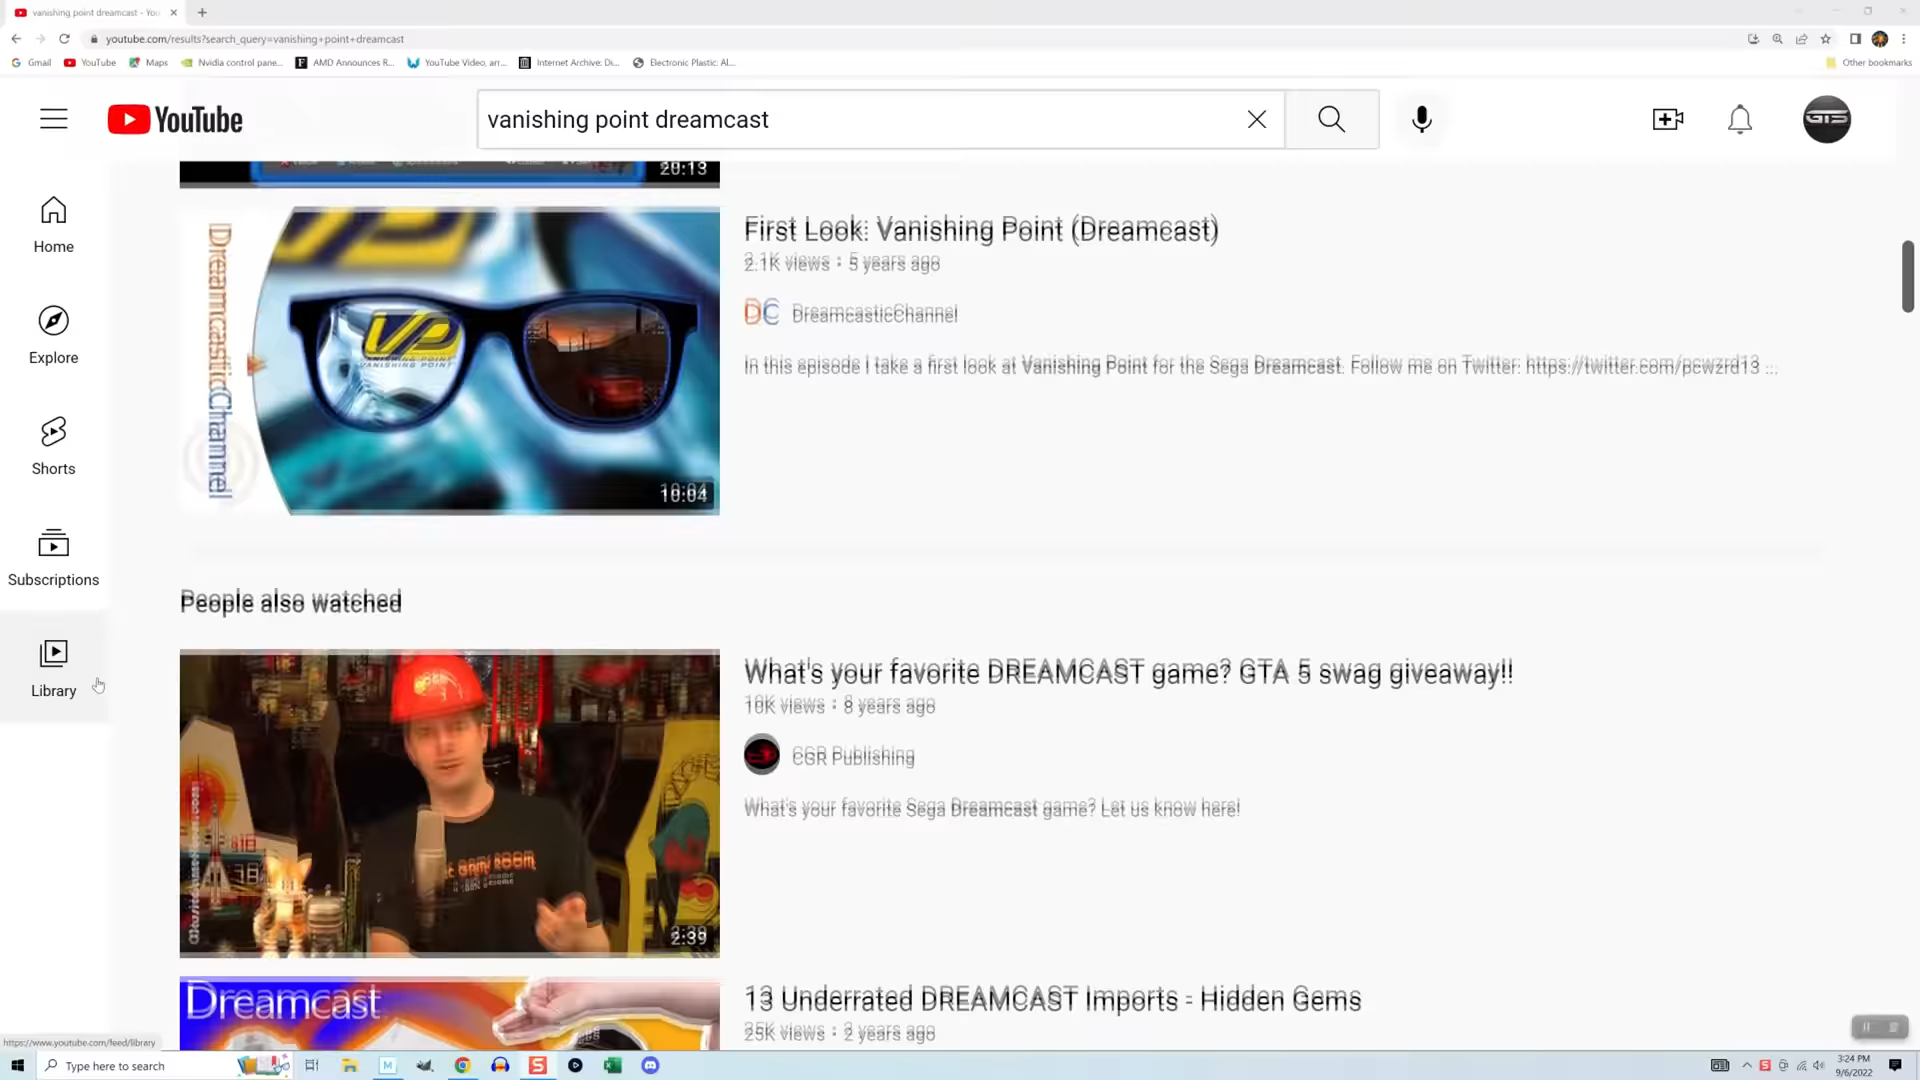 vanishing point dreamcast - You
youtube.com/results?search_query=vanishing+point+dreamcast
Gmail
YouTube
Maps
Nvidia control pane...
AMD Announces R...
YouTube Video, arr...
Internet Archive: Di...
Electronic Plastic: Al...
Other bookmarks
YouTube
vanishing point dreamcast
GTS
20:13
Home
Explore
Shorts
Subscriptions
Library
DreamcasticChannel
VP
VANISHING POINT
10:04
First Look: Vanishing Point (Dreamcast)
2.1K views • 5 years ago
DC DreamcasticChannel
In this episode I take a first look at Vanishing Point for the Sega Dreamcast. Follow me on Twitter: https://twitter.com/pcwzrd13 ...
People also watched
2:39
What's your favorite DREAMCAST game? GTA 5 swag giveaway!!
10K views • 8 years ago
CGR Publishing
What's your favorite Sega Dreamcast game? Let us know here!
Dreamcast
13 Underrated DREAMCAST Imports - Hidden Gems
25K views • 2 years ago
https://www.youtube.com/feed/library
Type here to search
3:24 PM
9/6/2022